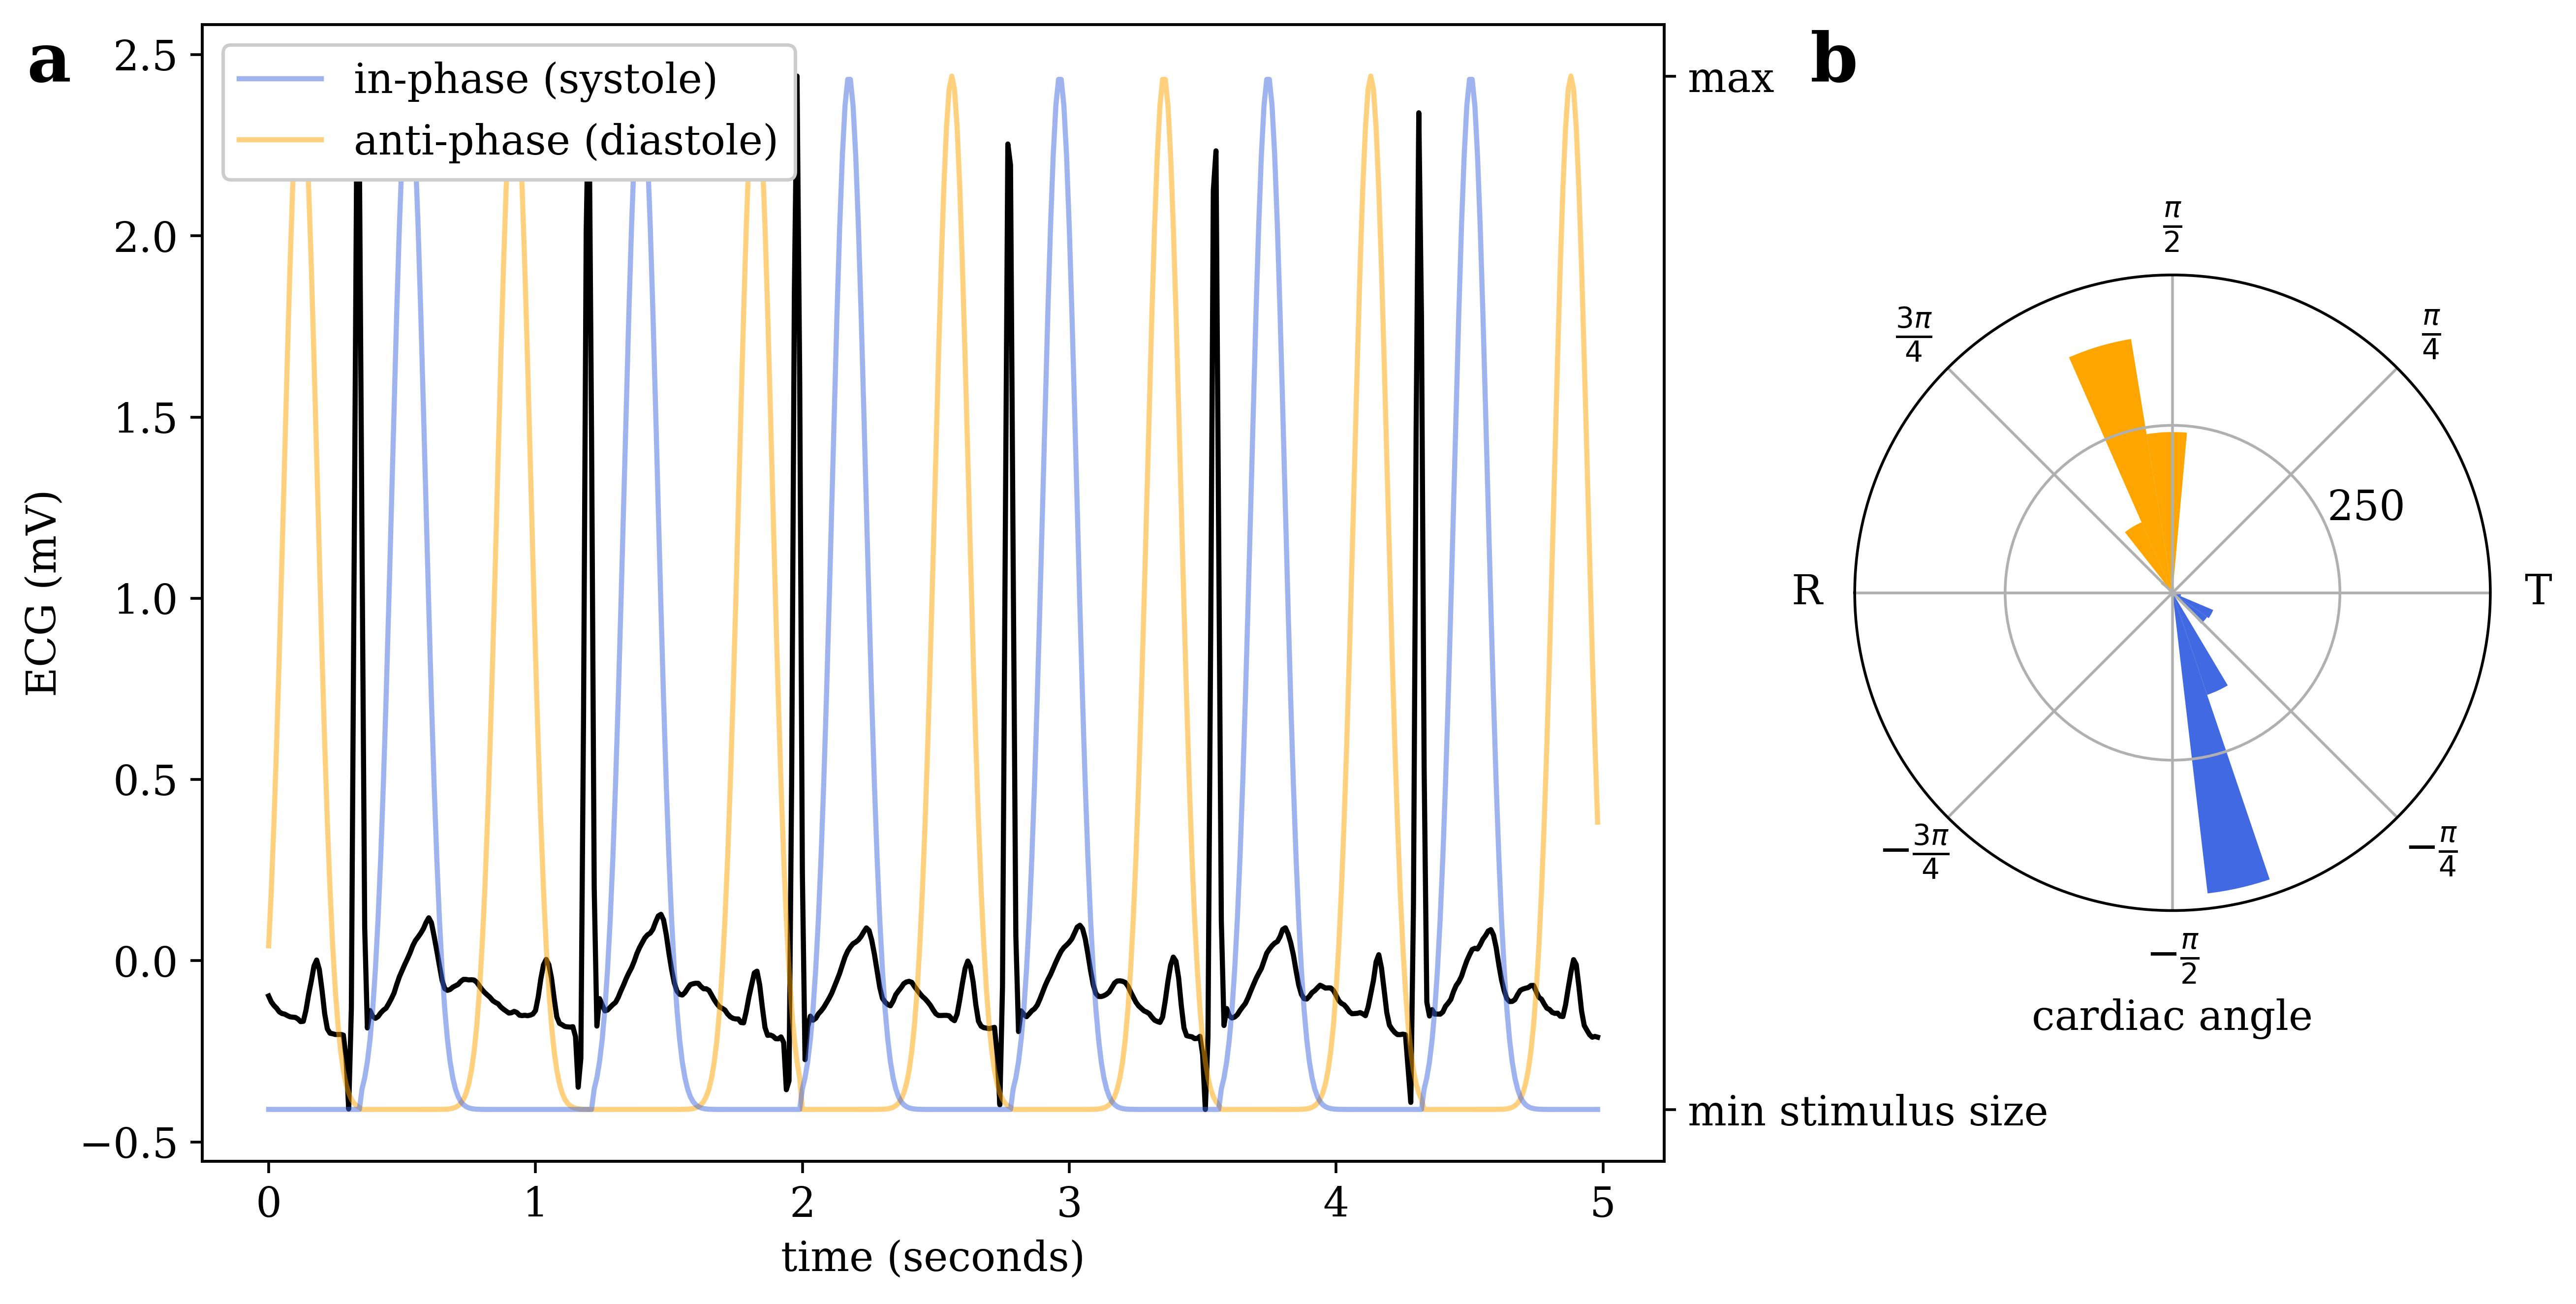 a
2.5
2.0
1.5
1.0
0.5
0.0
−0.5
ECG (mV)
in-phase (systole)
anti-phase (diastole)
0 1 2 3 4 5
time (seconds)
max
min stimulus size
b
π/2
3π/4
π/4
250
R
T
−3π/4
−π/4
−π/2
cardiac angle